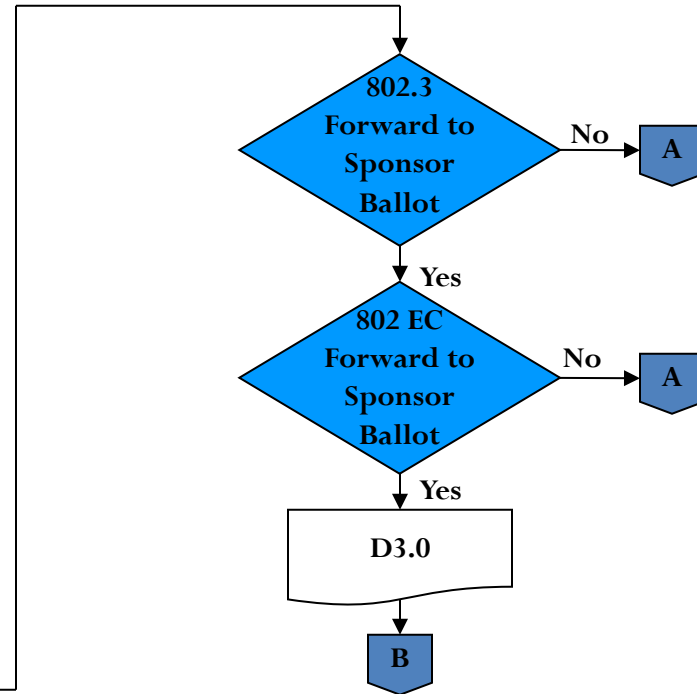 802.3
Forward to
Sponsor
Ballot
No
A
Yes
802 EC
Forward to
Sponsor
Ballot
No
A
Yes
D3.0
B